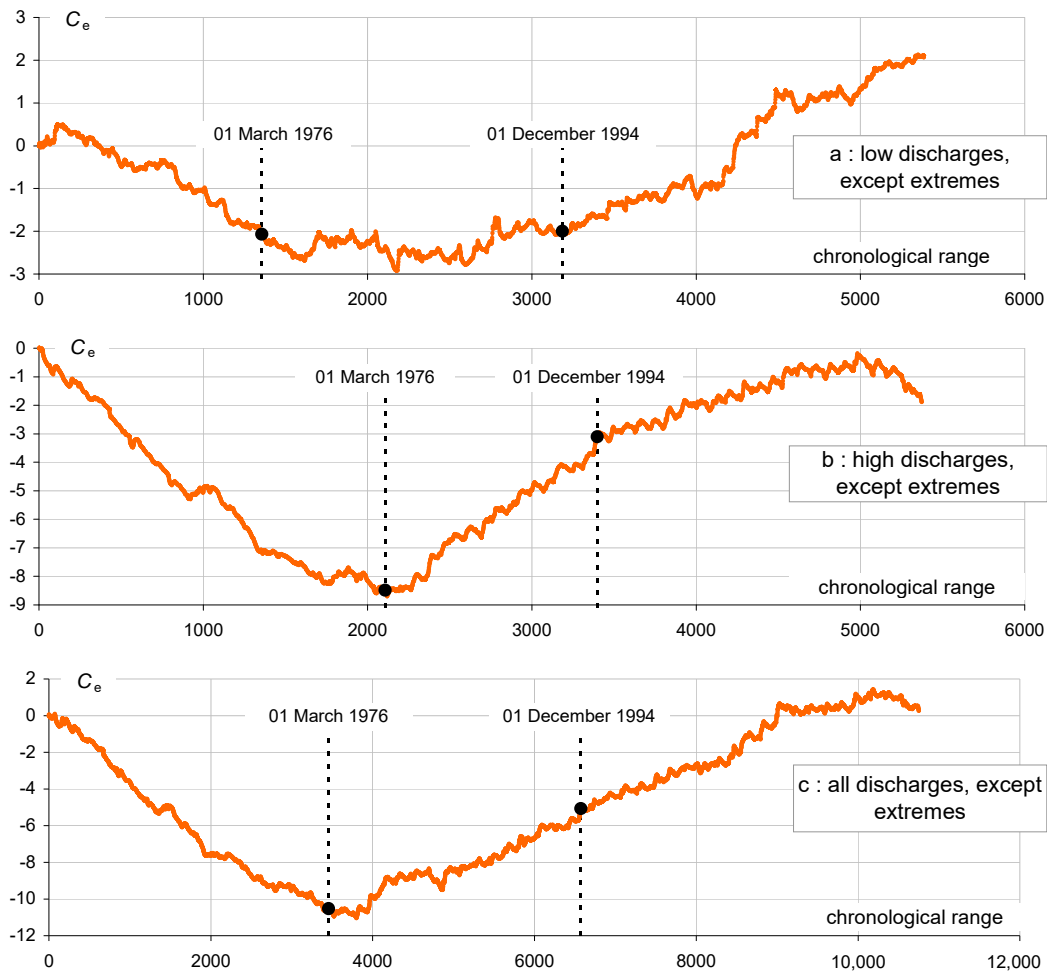 3
C e
2
01 March 1976
01 December 1994
1
a : low discharges,
except extremes
0
-1
-2
chronological range
-3
0 1000 2000 3000 4000 5000 6000
C e
0
01 March 1976
01 December 1994
-1
-2
-3
b : high discharges,
except extremes
-4
-5
-6
-7
-8
chronological range
-9
0 1000 2000 3000 4000 5000 6000
2
C e
0
01 March 1976
01 December 1994
-2
c : all discharges, except
extremes
-4
-6
-8
-10
chronological range
-12
0 2000 4000 6000 8000 10,000 12,000